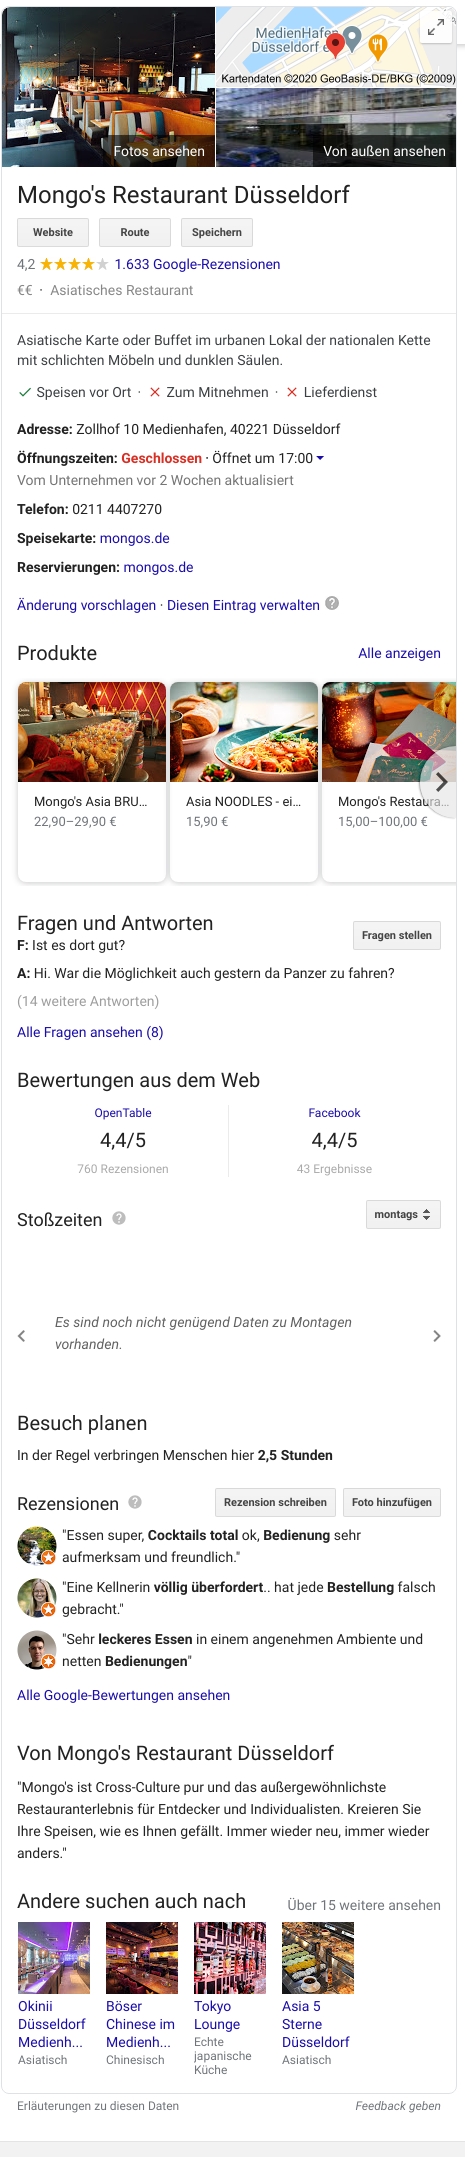 MedienHafen
Düsseldorf e
Kartendaten ©2020 GeoBasis-DE/BKG (©2009)
Fotos ansehen
Von außen ansehen
Mongo's Restaurant Düsseldorf
Website
Route
Speichern
4,2 1.633 Google-Rezensionen
€€ · Asiatisches Restaurant
Asiatische Karte oder Buffet im urbanen Lokal der nationalen Kette
mit schlichten Möbeln und dunklen Säulen.
Speisen vor Ort · Zum Mitnehmen · Lieferdienst
Adresse: Zollhof 10 Medienhafen, 40221 Düsseldorf
Öffnungszeiten: Geschlossen · Öffnet um 17:00
Vom Unternehmen vor 2 Wochen aktualisiert
Telefon: 0211 4407270
Speisekarte: mongos.de
Reservierungen: mongos.de
Änderung vorschlagen · Diesen Eintrag verwalten ?
Produkte
Alle anzeigen
Mongo's Asia BRU...
22,90–29,90 €
Asia NOODLES - ei...
15,90 €
Mongo's Restaura...
15,00–100,00 €
Fragen und Antworten
Fragen stellen
F: Ist es dort gut?
A: Hi. War die Möglichkeit auch gestern da Panzer zu fahren?
(14 weitere Antworten)
Alle Fragen ansehen (8)
Bewertungen aus dem Web
OpenTable
4,4/5
760 Rezensionen
Facebook
4,4/5
43 Ergebnisse
Stoßzeiten ?
montags
Es sind noch nicht genügend Daten zu Montagen
vorhanden.
Besuch planen
In der Regel verbringen Menschen hier 2,5 Stunden
Rezensionen ?
Rezension schreiben
Foto hinzufügen
"Essen super, Cocktails total ok, Bedienung sehr
aufmerksam und freundlich."
"Eine Kellnerin völlig überfordert.. hat jede Bestellung falsch
gebracht."
"Sehr leckeres Essen in einem angenehmen Ambiente und
netten Bedienungen"
Alle Google-Bewertungen ansehen
Von Mongo's Restaurant Düsseldorf
"Mongo's ist Cross-Culture pur und das außergewöhnlichste
Restauranterlebnis für Entdecker und Individualisten. Kreieren Sie
Ihre Speisen, wie es Ihnen gefällt. Immer wieder neu, immer wieder
anders."
Andere suchen auch nach
Über 15 weitere ansehen
Okinii
Düsseldorf
Medienh...
Asiatisch
Böser
Chinese im
Medienh...
Chinesisch
Tokyo
Lounge
Echte
japanische
Küche
Asia 5
Sterne
Düsseldorf
Asiatisch
Erläuterungen zu diesen Daten
Feedback geben